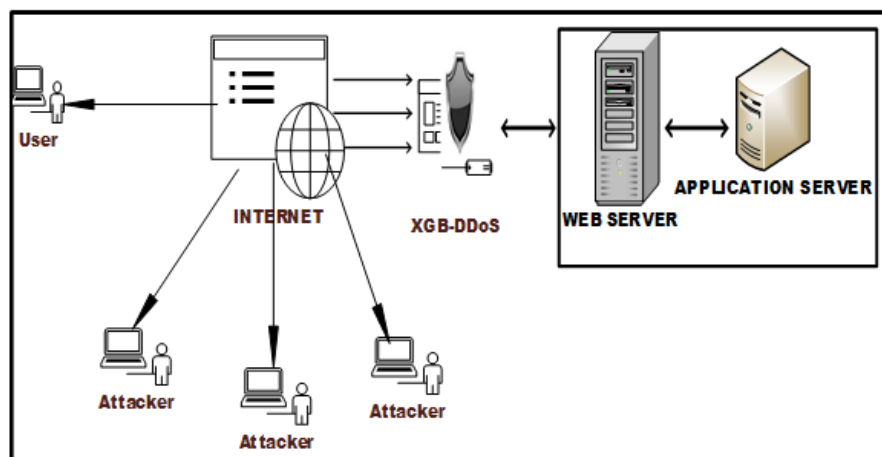 User
INTERNET
XGB-DDoS
WEB SERVER
APPLICATION SERVER
Attacker
Attacker
Attacker